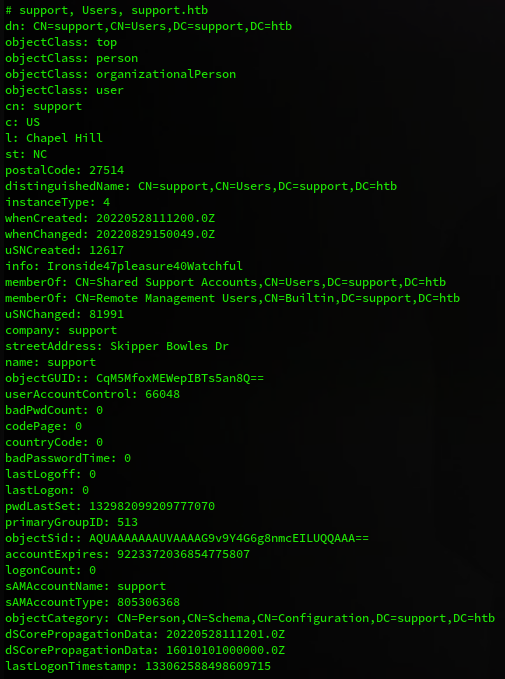 # support, Users, support.htb
dn: CN=support,CN=Users,DC=support,DC=htb
objectClass: top
objectClass: person
objectClass: organizationalPerson
objectClass: user
cn: support
c: US
l: Chapel Hill
st: NC
postalCode: 27514
distinguishedName: CN=support,CN=Users,DC=support,DC=htb
instanceType: 4
whenCreated: 20220528111200.0Z
whenChanged: 20220829150049.0Z
uSNCreated: 12617
info: Ironside47pleasure40Watchful
memberOf: CN=Shared Support Accounts,CN=Users,DC=support,DC=htb
memberOf: CN=Remote Management Users,CN=Builtin,DC=support,DC=htb
uSNChanged: 81991
company: support
streetAddress: Skipper Bowles Dr
name: support
objectGUID:: CqM5MfoxMEWepIBTs5an8Q==
userAccountControl: 66048
badPwdCount: 0
codePage: 0
countryCode: 0
badPasswordTime: 0
lastLogoff: 0
lastLogon: 0
pwdLastSet: 132982099209777070
primaryGroupID: 513
objectSid:: AQUAAAAAAAUVAAAAG9v9Y4G6g8nmcEILUQQAAA==
accountExpires: 9223372036854775807
logonCount: 0
sAMAccountName: support
sAMAccountType: 805306368
objectCategory: CN=Person,CN=Schema,CN=Configuration,DC=support,DC=htb
dSCorePropagationData: 20220528111201.0Z
dSCorePropagationData: 16010101000000.0Z
lastLogonTimestamp: 133062588498609715